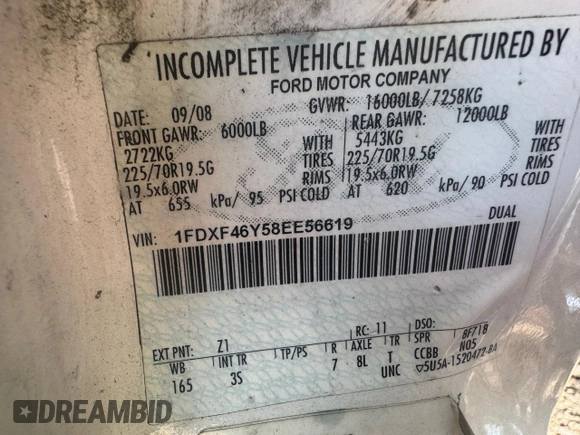 INCOMPLETE VEHICLE MANUFACTURED BY
FORD MOTOR COMPANY
DATE: 09/08 GVWR: 16000LB/ 7258KG
FRONT GAWR: 6000LB REAR GAWR: 12000LB
2722KG WITH 5443KG WITH
225/70R19.5G TIRES 225/70R19.5G TIRES
19.5x6.0RW RIMS 19.5x6.0RW RIMS
AT 655 kPa/ 95 PSI COLD AT 620 kPa/ 90 PSI COLD
VIN: 1FDXF46Y58EE56619 DUAL
EXT PNT: Z1 RC: 11 DSO:
WB INT TR TP/PS R AXLE TR SPR 8F71B
165 3S 7 8L T CCBB N0S
UNC ▽5U5A-1520472-BA
DREAMBID